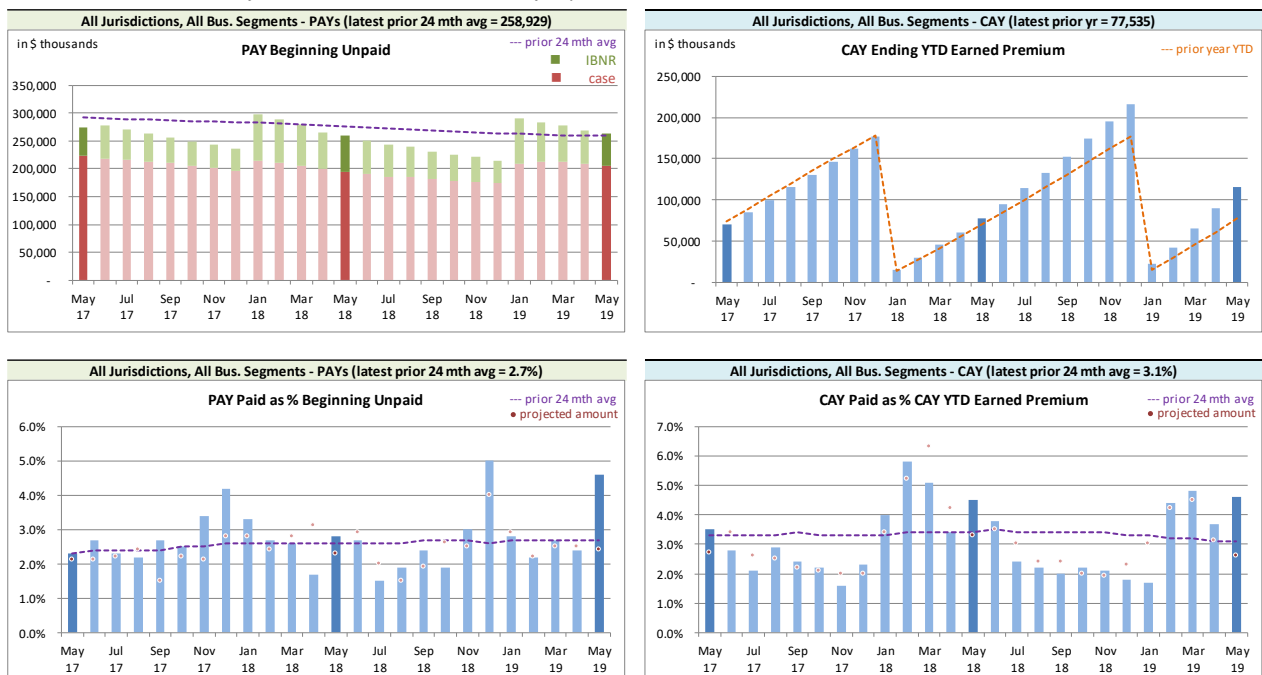 All Jurisdictions, All Bus. Segments - PAYs (latest prior 24 mth avg = 258,929)
in $ thousands
PAY Beginning Unpaid
--- prior 24 mth avg
IBNR
case
350,000
300,000
250,000
200,000
150,000
100,000
50,000
-
May Jul Sep Nov Jan Mar May Jul Sep Nov Jan Mar May
17 17 17 17 18 18 18 18 18 18 19 19 19
All Jurisdictions, All Bus. Segments - CAY (latest prior yr = 77,535)
in $ thousands
CAY Ending YTD Earned Premium
--- prior year YTD
250,000
200,000
150,000
100,000
50,000
-
May Jul Sep Nov Jan Mar May Jul Sep Nov Jan Mar May
17 17 17 17 18 18 18 18 18 18 19 19 19
All Jurisdictions, All Bus. Segments - PAYs (latest prior 24 mth avg = 2.7%)
PAY Paid as % Beginning Unpaid
--- prior 24 mth avg
projected amount
6.0%
5.0%
4.0%
3.0%
2.0%
1.0%
0.0%
May Jul Sep Nov Jan Mar May Jul Sep Nov Jan Mar May
17 17 17 17 18 18 18 18 18 18 19 19 19
All Jurisdictions, All Bus. Segments - CAY (latest prior 24 mth avg = 3.1%)
CAY Paid as % CAY YTD Earned Premium
--- prior 24 mth avg
projected amount
7.0%
6.0%
5.0%
4.0%
3.0%
2.0%
1.0%
0.0%
May Jul Sep Nov Jan Mar May Jul Sep Nov Jan Mar May
17 17 17 17 18 18 18 18 18 18 19 19 19